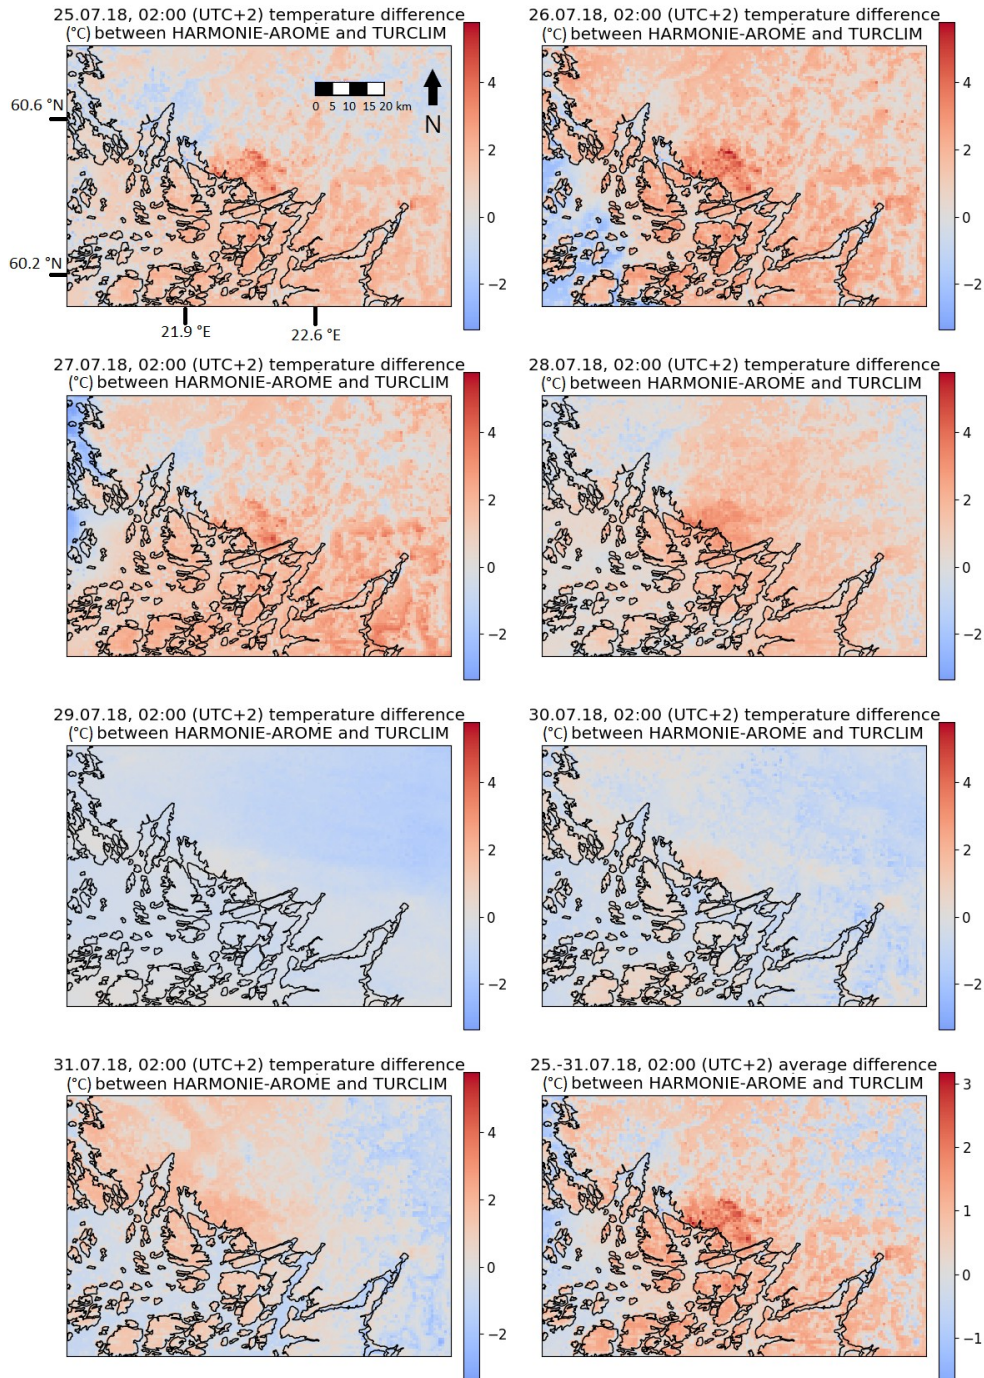 25.07.18, 02:00 (UTC+2) temperature difference
(°C) between HARMONIE-AROME and TURCLIM
4
2
0
−2
0 5 10 15 20 km
N
60.6 °N
60.2 °N
21.9 °E
22.6 °E
26.07.18, 02:00 (UTC+2) temperature difference
(°C) between HARMONIE-AROME and TURCLIM
4
2
0
−2
27.07.18, 02:00 (UTC+2) temperature difference
(°C) between HARMONIE-AROME and TURCLIM
4
2
0
−2
28.07.18, 02:00 (UTC+2) temperature difference
(°C) between HARMONIE-AROME and TURCLIM
4
2
0
−2
29.07.18, 02:00 (UTC+2) temperature difference
(°C) between HARMONIE-AROME and TURCLIM
4
2
0
−2
30.07.18, 02:00 (UTC+2) temperature difference
(°C) between HARMONIE-AROME and TURCLIM
4
2
0
−2
31.07.18, 02:00 (UTC+2) temperature difference
(°C) between HARMONIE-AROME and TURCLIM
4
2
0
−2
25.-31.07.18, 02:00 (UTC+2) average difference
(°C) between HARMONIE-AROME and TURCLIM
3
2
1
0
−1